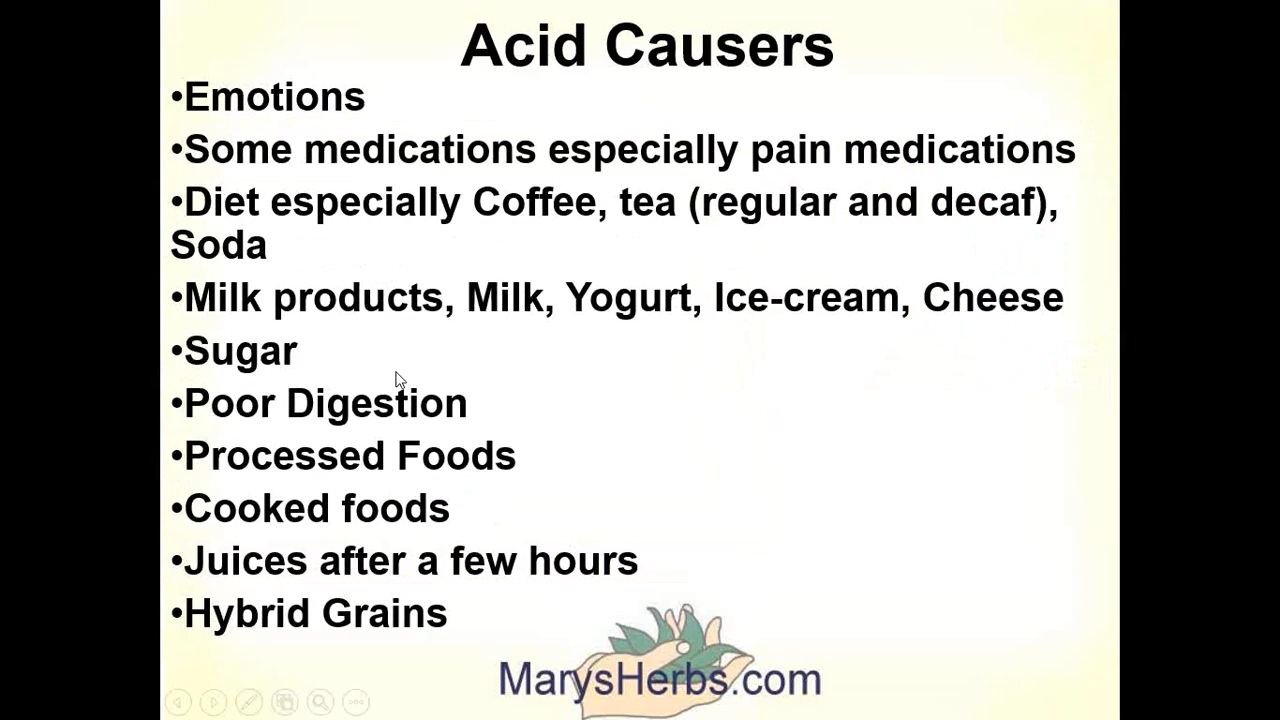 Acid Causers
•Emotions
•Some medications especially pain medications
•Diet especially Coffee, tea (regular and decaf),
Soda
•Milk products, Milk, Yogurt, Ice-cream, Cheese
•Sugar
•Poor Digestion
•Processed Foods
•Cooked foods
•Juices after a few hours
•Hybrid Grains
MarysHerbs.com